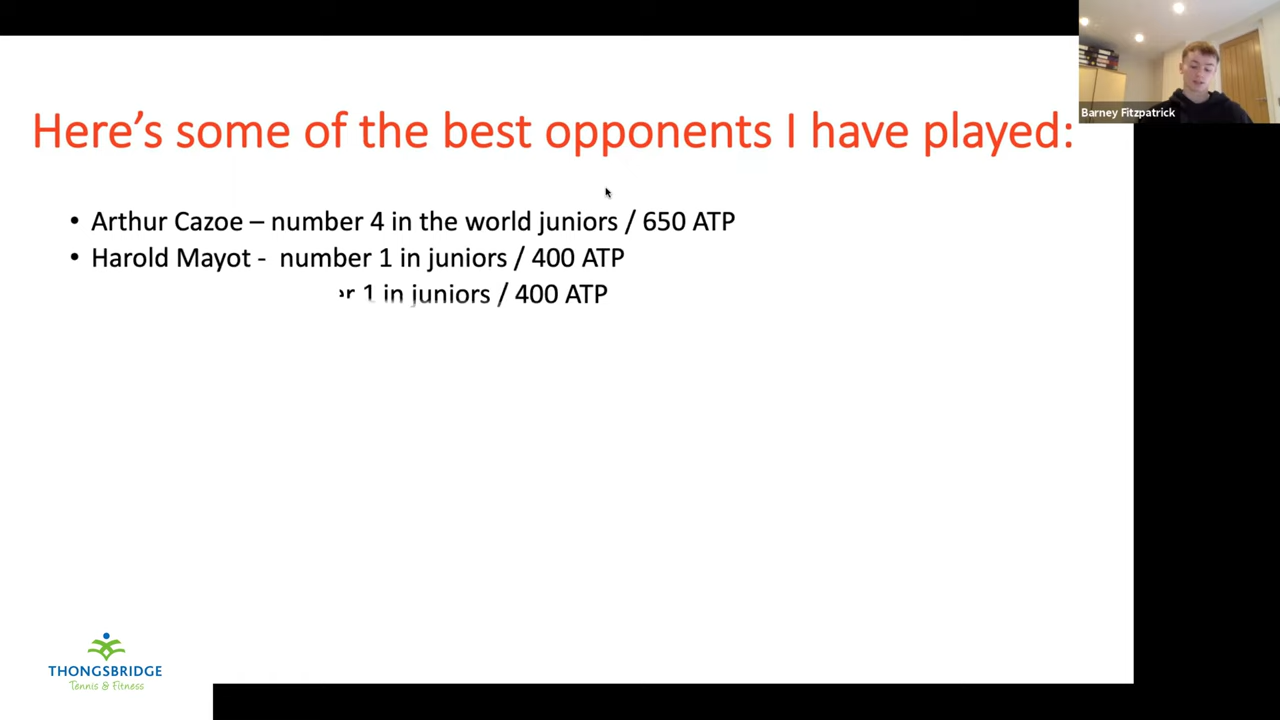 Here's some of the best opponents I have played:
Barney Fitzpatrick
• Arthur Cazoe – number 4 in the world juniors / 650 ATP
• Harold Mayot - number 1 in juniors / 400 ATP
1 in juniors / 400 ATP
THONGSBRIDGE
Tennis & Fitness